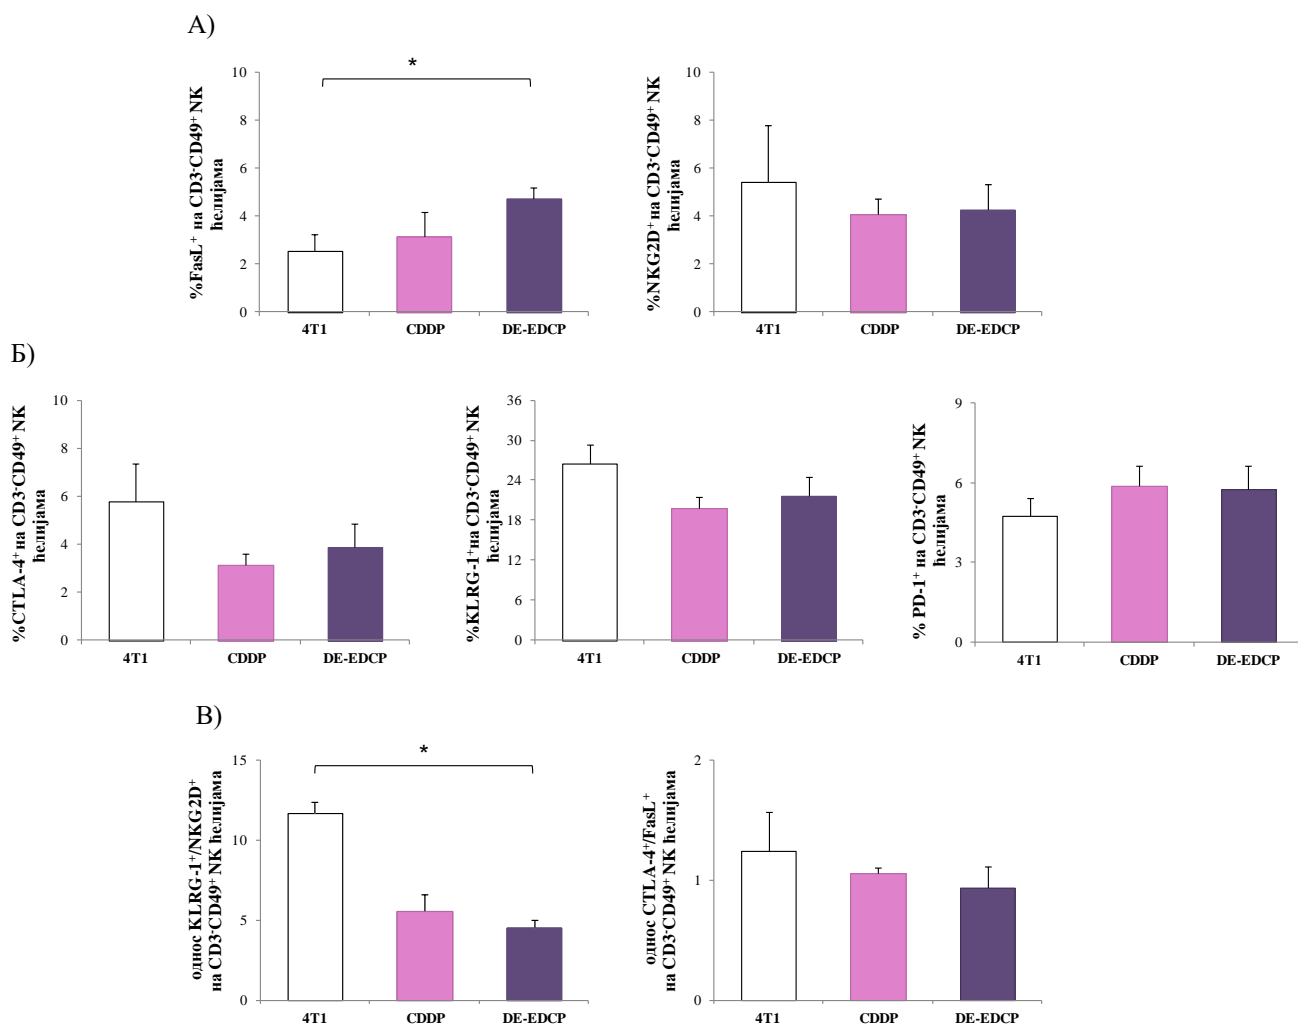 А)
%FasL⁺ на CD3⁻CD49⁺ NK
ћелијама
10
8
6
4
2
0
*
4T1 CDDP DE-EDCP
%NKG2D⁺ на CD3⁻CD49⁺ NK
ћелијама
10
8
6
4
2
0
4T1 CDDP DE-EDCP
Б)
%CTLA-4⁺ на CD3⁻CD49⁺ NK
ћелијама
10
8
6
4
2
0
4T1 CDDP DE-EDCP
%KLRG-1⁺на CD3⁻CD49⁺ NK
ћелијама
36
30
24
18
12
6
0
4T1 CDDP DE-EDCP
% PD-1⁺ на CD3⁻CD49⁺ NK
ћелијама
9
6
3
0
4T1 CDDP DE-EDCP
В)
однос KLRG-1⁺/NKG2D⁺
на CD3⁻CD49⁺ NK ћелијама
15
10
5
0
*
4T1 CDDP DE-EDCP
однос CTLA-4⁺/FasL⁺
на CD3⁻CD49⁺ NK ћелијама
2
1
0
4T1 CDDP DE-EDCP